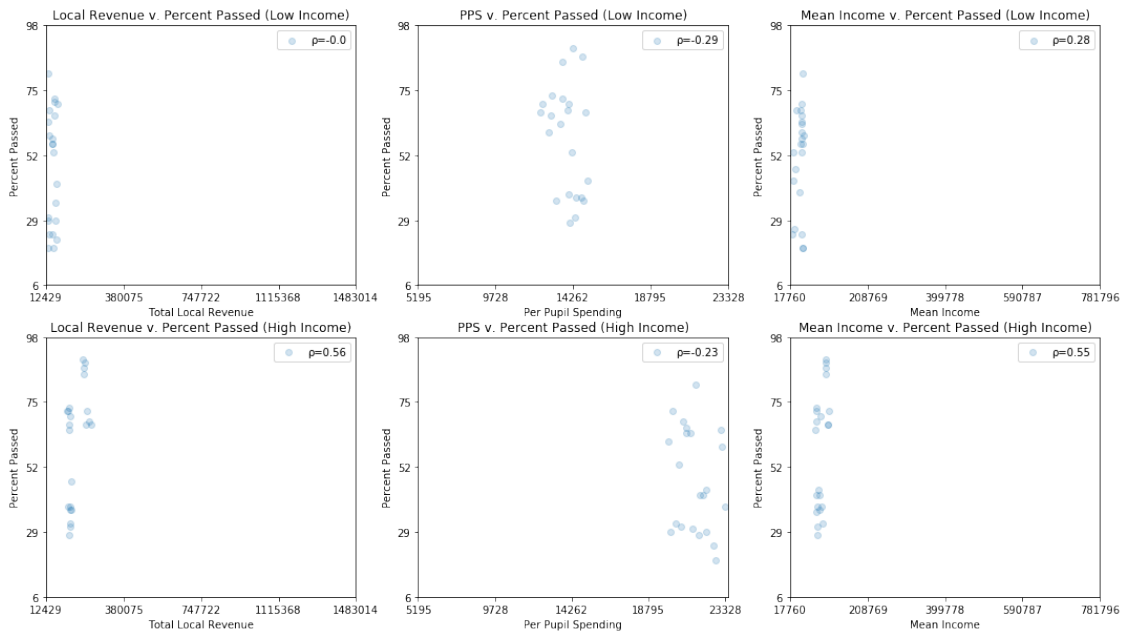 Local Revenue v. Percent Passed (Low Income)
98
75
52
29
6
Percent Passed
ρ=-0.0
12429 380075 747722 1115368 1483014
Total Local Revenue
PPS v. Percent Passed (Low Income)
98
75
52
29
6
Percent Passed
ρ=-0.29
5195 9728 14262 18795 23328
Per Pupil Spending
Mean Income v. Percent Passed (Low Income)
98
75
52
29
6
Percent Passed
ρ=0.28
17760 208769 399778 590787 781796
Mean Income
Local Revenue v. Percent Passed (High Income)
98
75
52
29
6
Percent Passed
ρ=0.56
12429 380075 747722 1115368 1483014
Total Local Revenue
PPS v. Percent Passed (High Income)
98
75
52
29
6
Percent Passed
ρ=-0.23
5195 9728 14262 18795 23328
Per Pupil Spending
Mean Income v. Percent Passed (High Income)
98
75
52
29
6
Percent Passed
ρ=0.55
17760 208769 399778 590787 781796
Mean Income